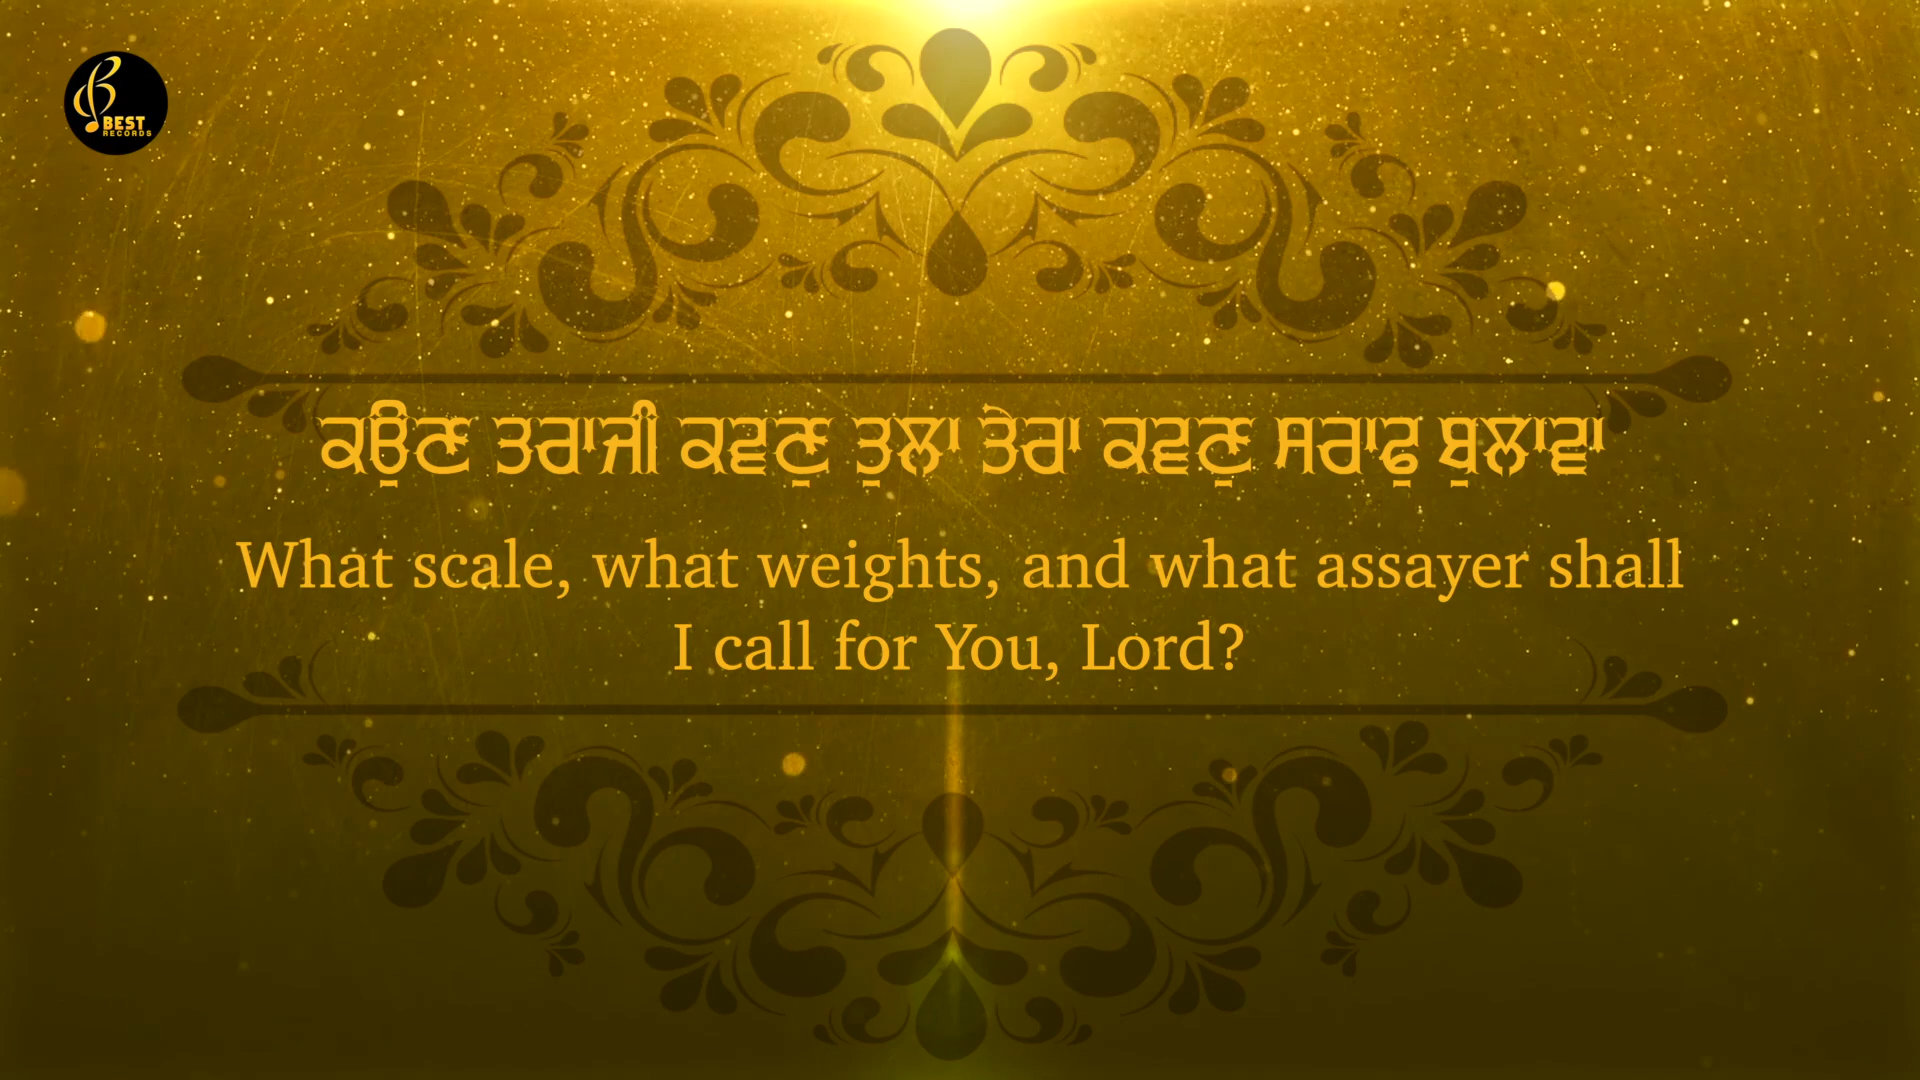 BEST
RECORDS
ਕਉਣ ਤਰਾਜੀ ਕਵਣੁ ਤੁਲਾ ਤੇਰਾ ਕਵਣੁ ਸਰਾਫੁ ਬੁਲਾਵਾ
What scale, what weights, and what assayer shall
I call for You, Lord?